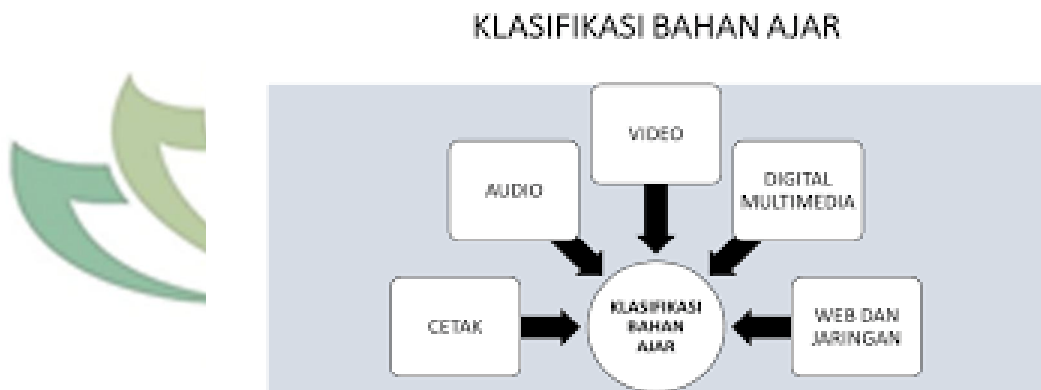 KLASIFIKASI BAHAN AJAR
VIDEO
AUDIO
DIGITAL
MULTIMEDIA
CETAK
KLASIFIKASI
BAHAN
AJAR
WEB DAN
JARINGAN